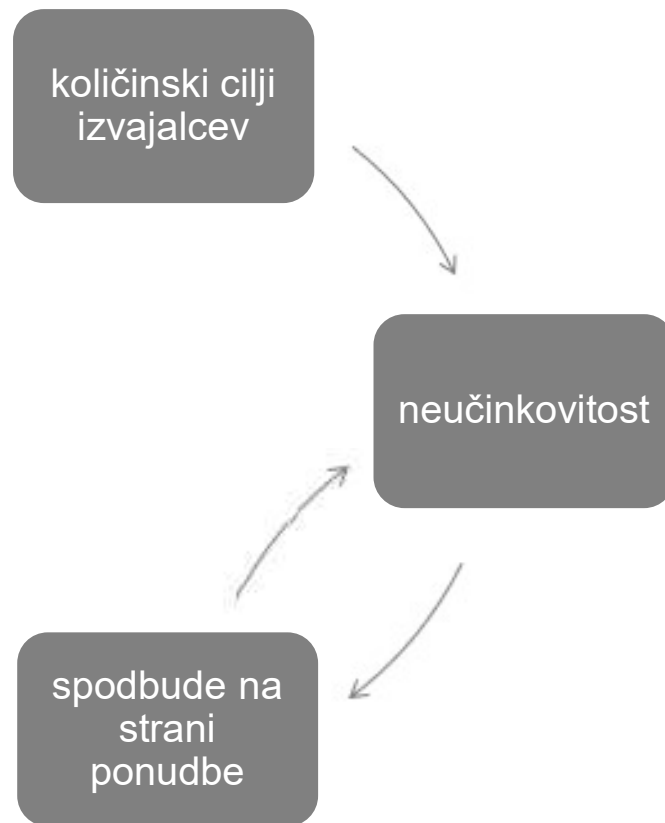 količinski cilji
izvajalcev
neučinkovitost
spodbude na
strani
ponudbe